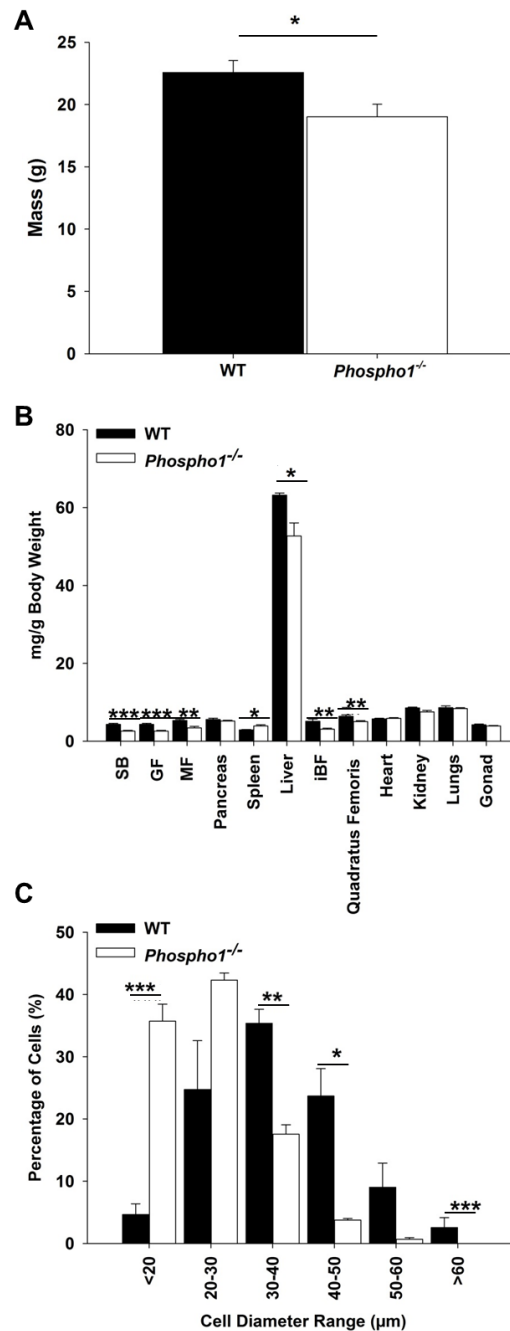 A
*
25
20
15
10
5
0
Mass (g)
WT
Phospho1-/-
B
WT
Phospho1-/-
80
60
40
20
0
mg/g Body Weight
***
***
**
*
*
**
**
SB
GF
MF
Pancreas
Spleen
Liver
iBF
Quadratus Femoris
Heart
Kidney
Lungs
Gonad
C
WT
Phospho1-/-
50
40
30
20
10
0
Percentage of Cells (%)
***
**
*
***
<20
20-30
30-40
40-50
50-60
>60
Cell Diameter Range (µm)